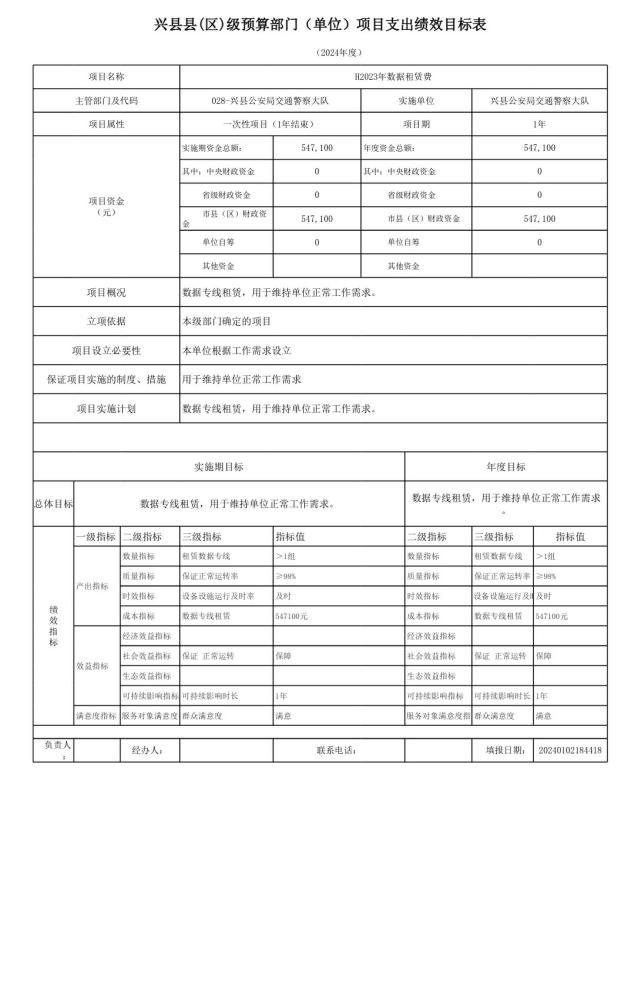 兴县县(区)级预算部门（单位）项目支出绩效目标表
（2024年度）
项目名称 H2023年数据租赁费
主管部门及代码 028-兴县公安局交通警察大队 实施单位 兴县公安局交通警察大队
项目属性 一次性项目（1年结束） 项目期 1年
项目资金（元） 实施期资金总额: 547,100 年度资金总额: 547,100
其中: 中央财政资金 0 其中: 中央财政资金 0
省级财政资金 0 省级财政资金 0
市县（区）财政资金 547,100 市县（区）财政资金 547,100
单位自筹 0 单位自筹 0
其他资金 其他资金
项目概况 数据专线租赁，用于维持单位正常工作需求。
立项依据 本级部门确定的项目
项目设立必要性 本单位根据工作需求设立
保证项目实施的制度、措施 用于维持单位正常工作需求
项目实施计划 数据专线租赁，用于维持单位正常工作需求。
实施期目标 年度目标
总体目标 数据专线租赁，用于维持单位正常工作需求。 数据专线租赁，用于维持单位正常工作需求。
绩效指标 一级指标 二级指标 三级指标 指标值 二级指标 三级指标 指标值
产出指标 数量指标 租赁数据专线 ＞1组 数量指标 租赁数据专线 ＞1组
质量指标 保证正常运转率 ≥98% 质量指标 保证正常运转率 ≥98%
时效指标 设备设施运行及时率 及时 时效指标 设备设施运行及时 及时
成本指标 数据专线租赁 547100元 成本指标 数据专线租赁 547100元
效益指标 经济效益指标 经济效益指标
社会效益指标 保证 正常运转 保障 社会效益指标 保证 正常运转 保障
生态效益指标 生态效益指标
可持续影响指标 可持续影响时长 1年 可持续影响指标 可持续影响时长 1年
满意度指标 服务对象满意度 群众满意度 满意 服务对象满意度指 群众满意度 满意
负责人: 经办人: 联系电话: 填报日期: 20240102184418